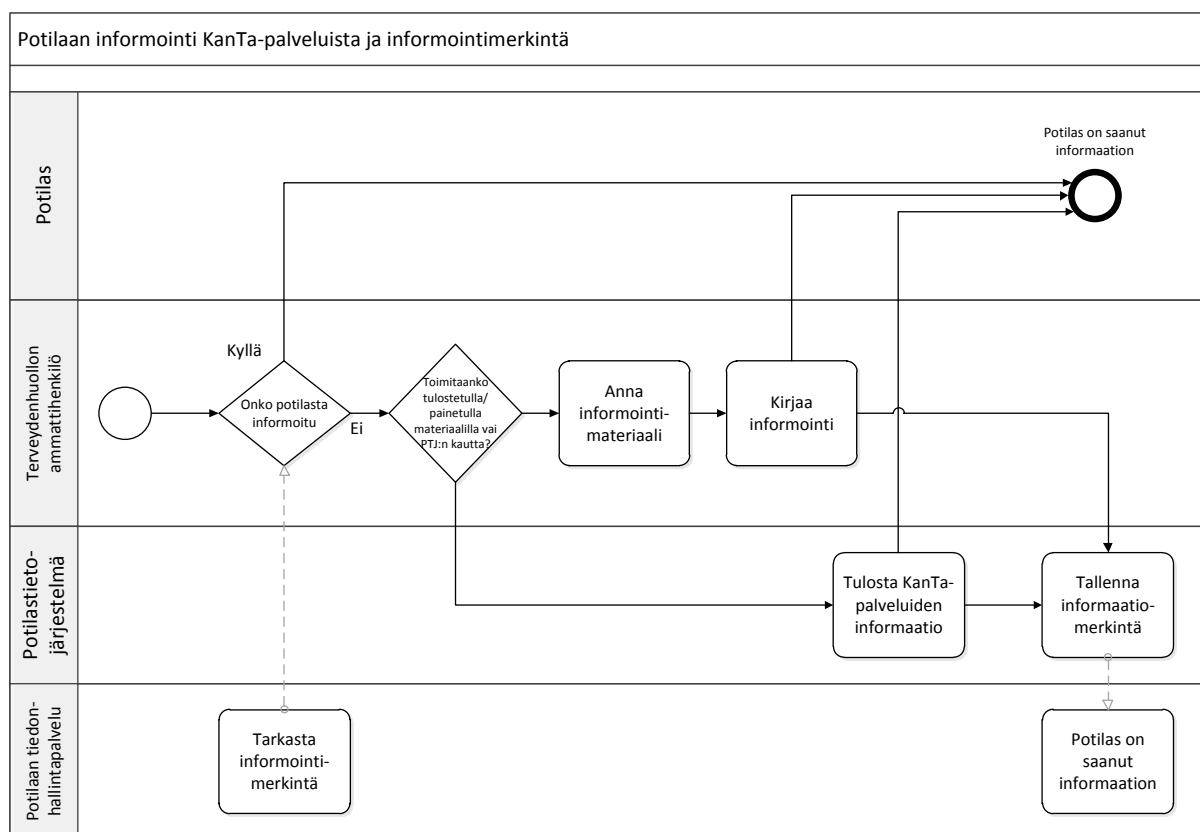 Potilaan informointi KanTa-palveluista ja informointimerkintä
Potilas
Potilas on saanut
informaation
Terveydenhuollon
ammattihenkilö
Kyllä
Onko potilasta
informoitu
Ei
Toimitaanko
tulostetulla/
painetulla
materiaalilla vai
PTJ:n kautta?
Anna
informointi-
materiaali
Kirjaa
informointi
Potilastieto-
järjestelmä
Tulosta KanTa-
palveluiden
informaatio
Tallenna
informaatio-
merkintä
Potilaan tiedon-
hallintapalvelu
Tarkasta
informointi-
merkintä
Potilas on
saanut
informaation